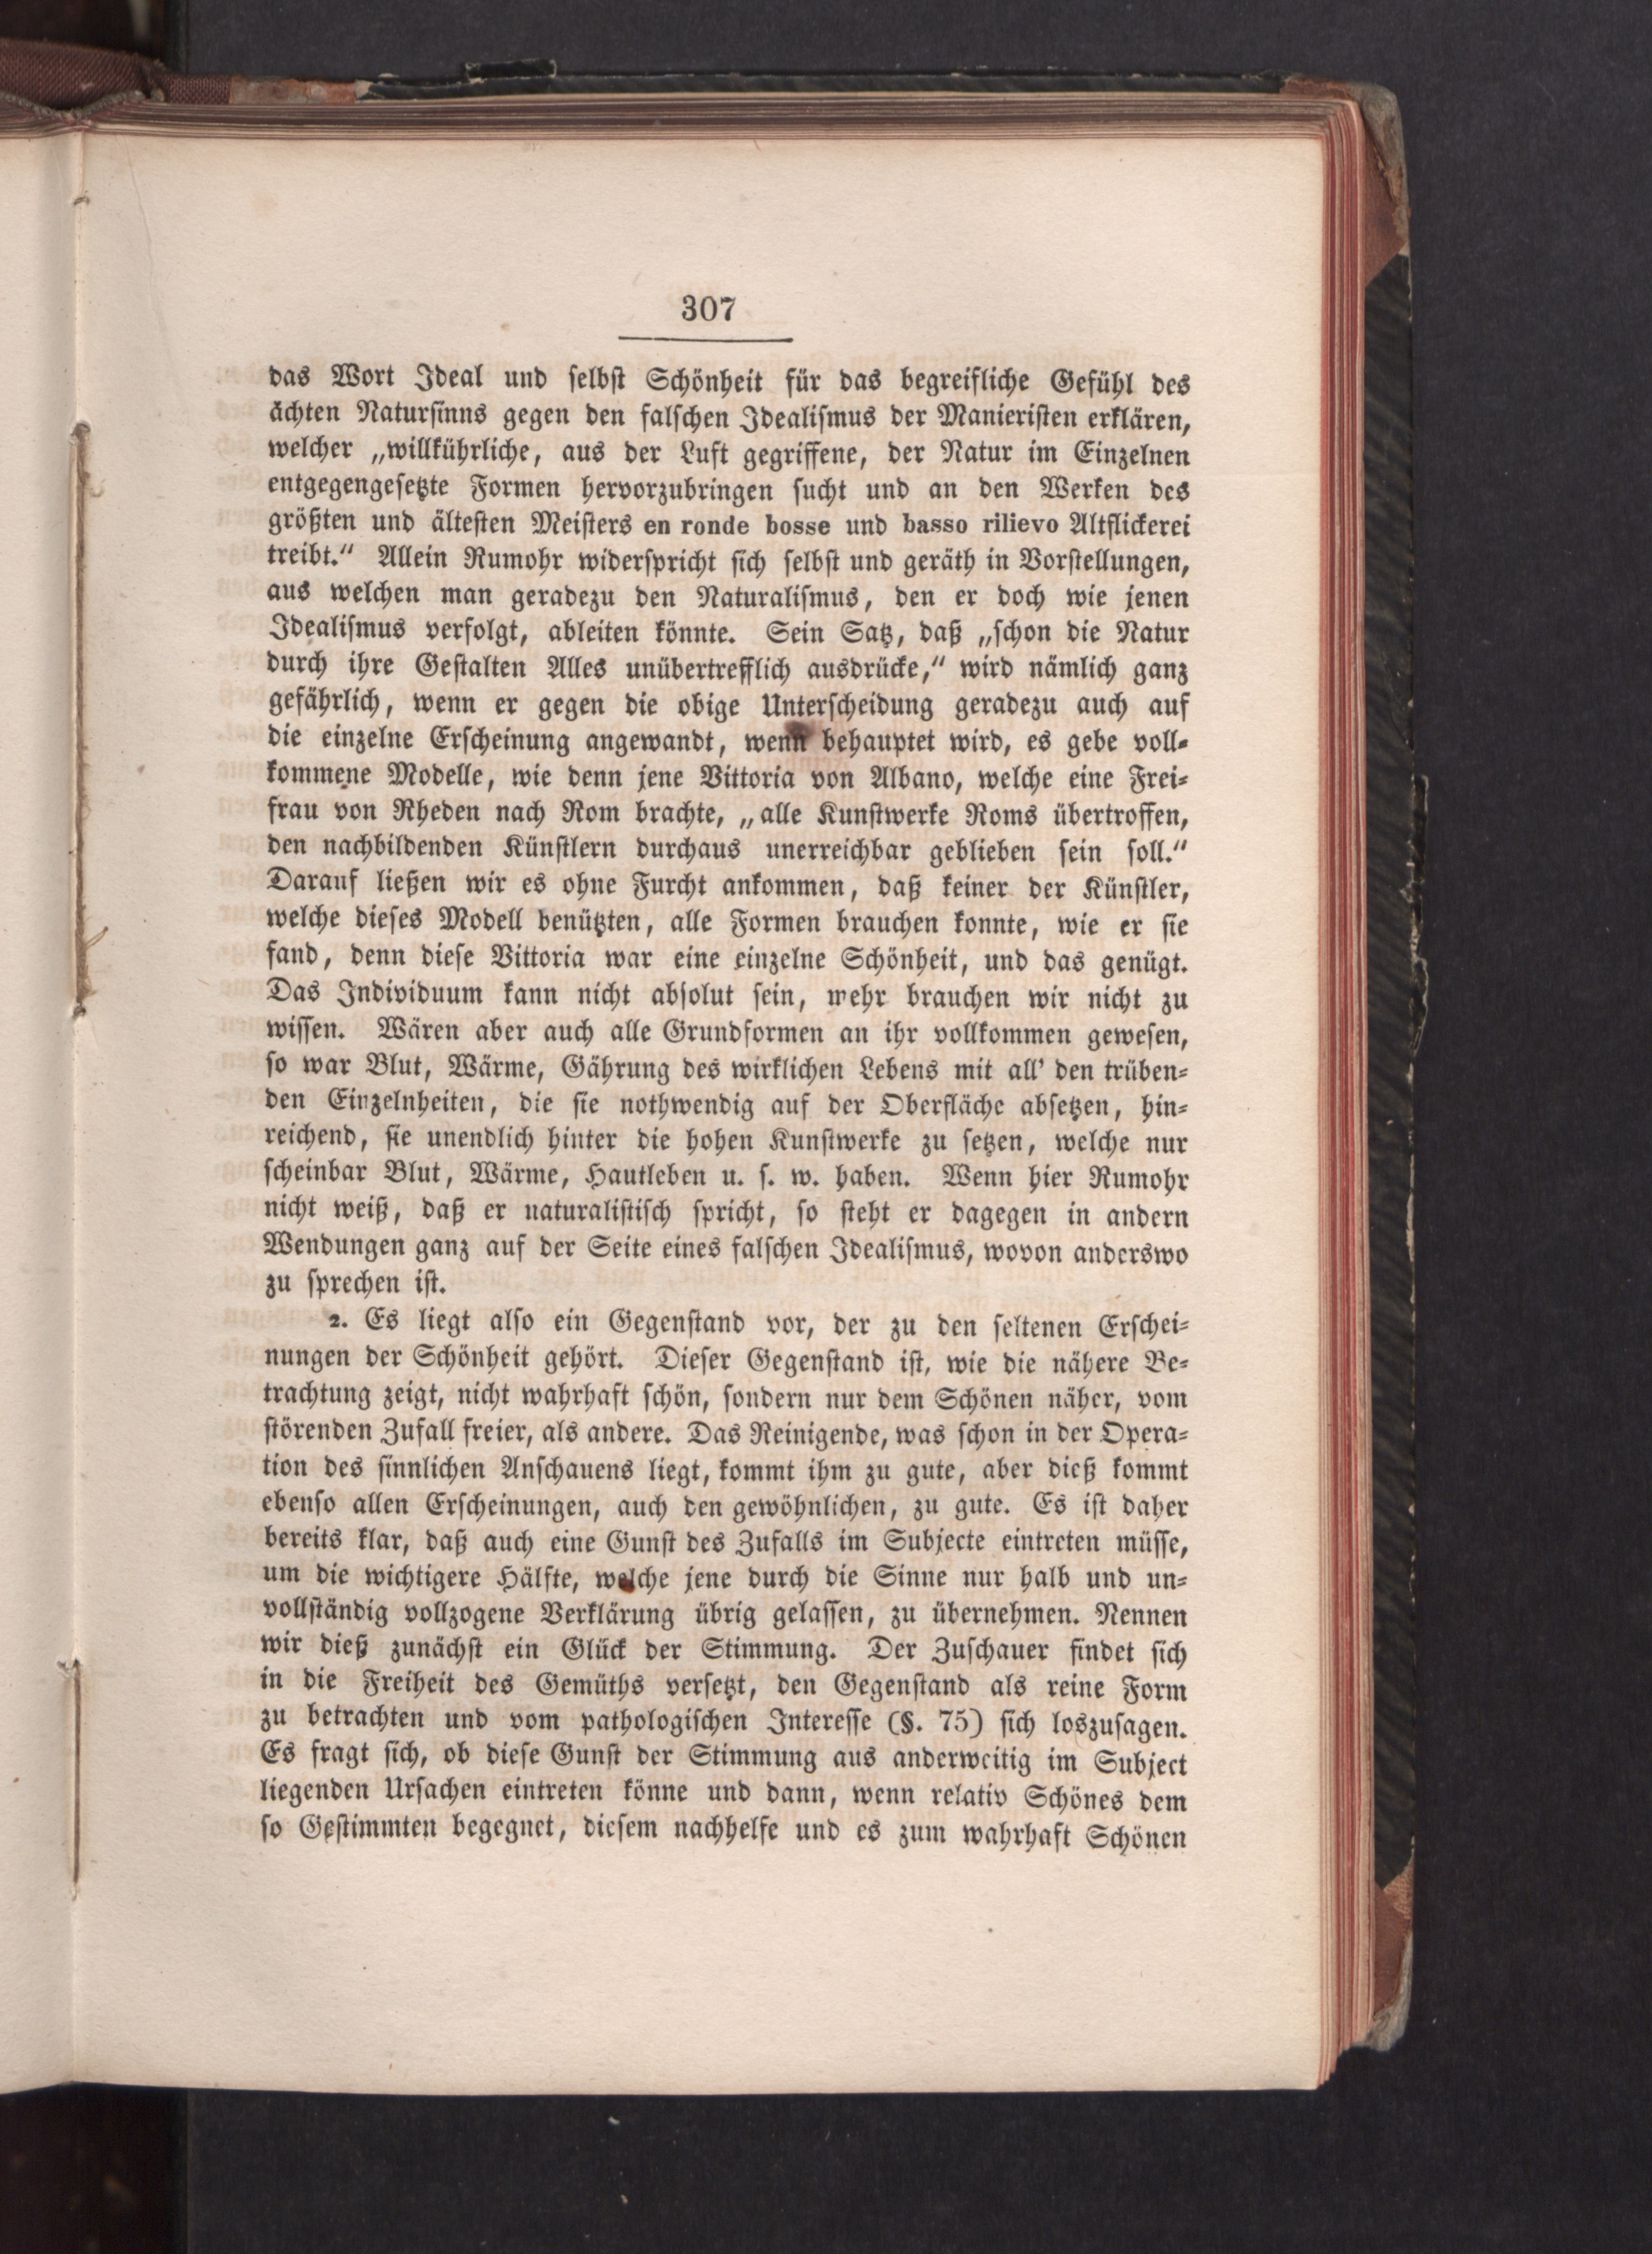 307
das Wort Ideal und selbst Schönheit für das begreifliche Gefühl des
ächten Natursinns gegen den falschen Idealismus der Manieristen erklären,
welcher „willkührliche, aus der Luft gegriffene, der Natur im Einzelnen
entgegengesetzte Formen hervorzubringen sucht und an den Werken des
größten und ältesten Meisters en ronde bosse und basso rilievo Altflickerei
treibt.“ Allein Rumohr widerspricht sich selbst und geräth in Vorstellungen,
aus welchen man geradezu den Naturalismus, den er doch wie jenen
Idealismus verfolgt, ableiten könnte. Sein Satz, daß „schon die Natur
durch ihre Gestalten Alles unübertrefflich ausdrücke,“ wird nämlich ganz
gefährlich, wenn er gegen die obige Unterscheidung geradezu auch auf
die einzelne Erscheinung angewandt, wenn behauptet wird, es gebe voll-
kommene Modelle, wie denn jene Vittoria von Albano, welche eine Frei-
frau von Rheden nach Rom brachte, „alle Kunstwerke Roms übertroffen,
den nachbildenden Künstlern durchaus unerreichbar geblieben sein soll.“
Darauf ließen wir es ohne Furcht ankommen, daß keiner der Künstler,
welche dieses Modell benützten, alle Formen brauchen konnte, wie er sie
fand, denn diese Vittoria war eine einzelne Schönheit, und das genügt.
Das Individuum kann nicht absolut sein, mehr brauchen wir nicht zu
wissen. Wären aber auch alle Grundformen an ihr vollkommen gewesen,
so war Blut, Wärme, Gährung des wirklichen Lebens mit all' den trüben-
den Einzelnheiten, die sie nothwendig auf der Oberfläche absetzen, hin-
reichend, sie unendlich hinter die hohen Kunstwerke zu setzen, welche nur
scheinbar Blut, Wärme, Hautleben u. s. w. haben. Wenn hier Rumohr
nicht weiß, daß er naturalistisch spricht, so steht er dagegen in andern
Wendungen ganz auf der Seite eines falschen Idealismus, wovon anderswo
zu sprechen ist.
2. Es liegt also ein Gegenstand vor, der zu den seltenen Erschei-
nungen der Schönheit gehört. Dieser Gegenstand ist, wie die nähere Be-
trachtung zeigt, nicht wahrhaft schön, sondern nur dem Schönen näher, vom
störenden Zufall freier, als andere. Das Reinigende, was schon in der Opera-
tion des sinnlichen Anschauens liegt, kommt ihm zu gute, aber dieß kommt
ebenso allen Erscheinungen, auch den gewöhnlichen, zu gute. Es ist daher
bereits klar, daß auch eine Gunst des Zufalls im Subjecte eintreten müsse,
um die wichtigere Hälfte, welche jene durch die Sinne nur halb und un-
vollständig vollzogene Verklärung übrig gelassen, zu übernehmen. Nennen
wir dieß zunächst ein Glück der Stimmung. Der Zuschauer findet sich
in die Freiheit des Gemüths versetzt, den Gegenstand als reine Form
zu betrachten und vom pathologischen Interesse (§. 75) sich loszusagen.
Es fragt sich, ob diese Gunst der Stimmung aus anderweitig im Subject
liegenden Ursachen eintreten könne und dann, wenn relativ Schönes dem
so Gestimmten begegnet, diesem nachhelfe und es zum wahrhaft Schönen